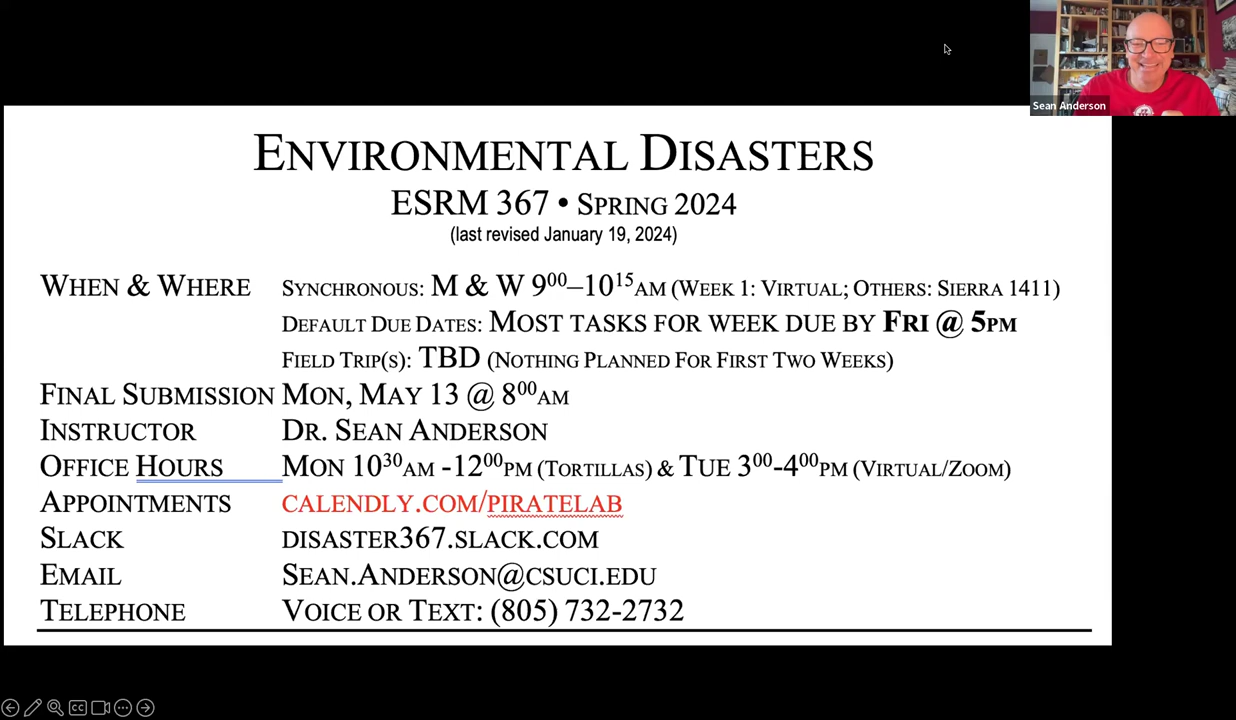 Sean Anderson
ENVIRONMENTAL DISASTERS
ESRM 367 • SPRING 2024
(last revised January 19, 2024)
WHEN & WHERE SYNCHRONOUS: M & W 9⁰⁰–10¹⁵AM (WEEK 1: VIRTUAL; OTHERS: SIERRA 1411)
DEFAULT DUE DATES: MOST TASKS FOR WEEK DUE BY FRI @ 5PM
FIELD TRIP(S): TBD (NOTHING PLANNED FOR FIRST TWO WEEKS)
FINAL SUBMISSION MON, MAY 13 @ 8⁰⁰AM
INSTRUCTOR DR. SEAN ANDERSON
OFFICE HOURS MON 10³⁰AM -12⁰⁰PM (TORTILLAS) & TUE 3⁰⁰-4⁰⁰PM (VIRTUAL/ZOOM)
APPOINTMENTS CALENDLY.COM/PIRATELAB
SLACK DISASTER367.SLACK.COM
EMAIL SEAN.ANDERSON@CSUCI.EDU
TELEPHONE VOICE OR TEXT: (805) 732-2732
CC